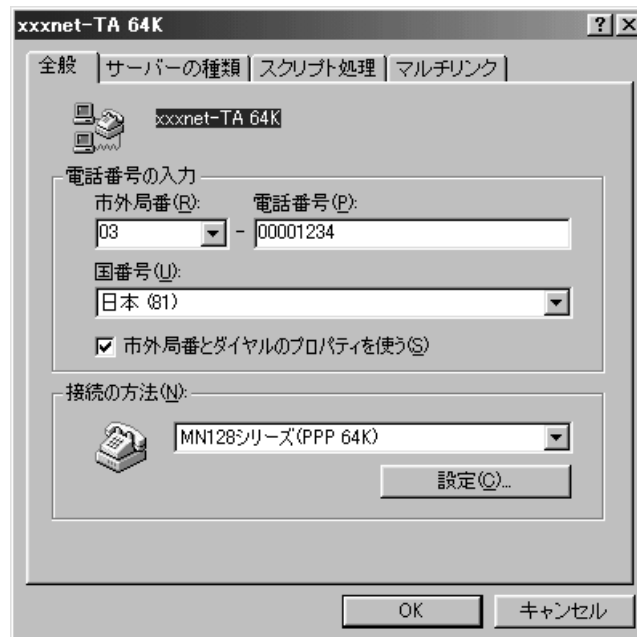 xxxnet-TA 64K
全般 サーバーの種類 スクリプト処理 マルチリンク
xxxnet-TA 64K
電話番号の入力
市外局番(R): 電話番号(P):
03 - 00001234
国番号(U):
日本 (81)
市外局番とダイヤルのプロパティを使う(S)
接続の方法(N):
MN128シリーズ(PPP 64K)
設定(C)...
OK キャンセル